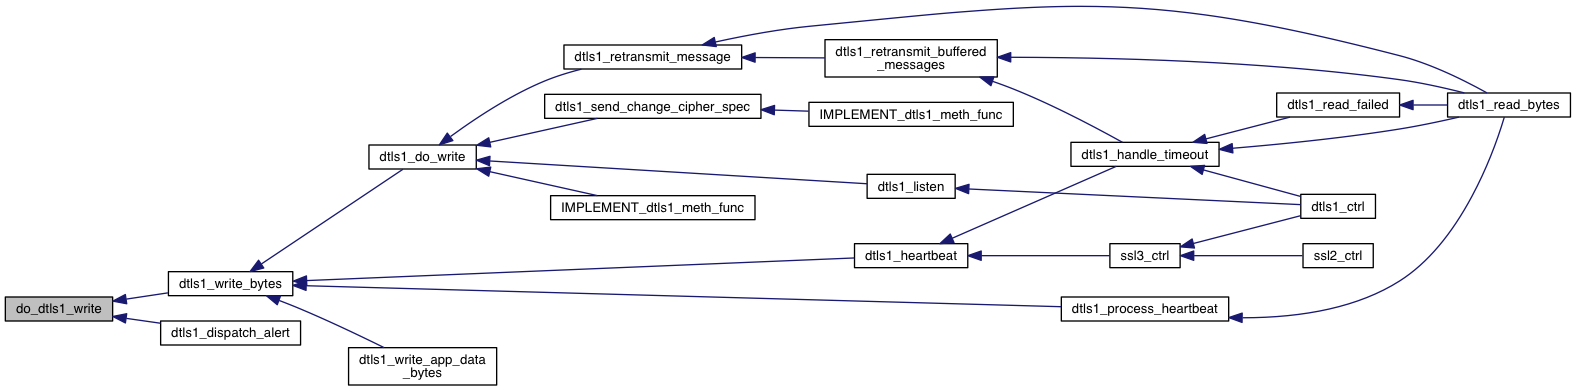 dtls1_retransmit_message
dtls1_retransmit_buffered
_messages
dtls1_send_change_cipher_spec
IMPLEMENT_dtls1_meth_func
dtls1_read_failed
dtls1_read_bytes
dtls1_do_write
dtls1_handle_timeout
dtls1_listen
IMPLEMENT_dtls1_meth_func
dtls1_ctrl
dtls1_heartbeat
ssl3_ctrl
ssl2_ctrl
dtls1_write_bytes
do_dtls1_write
dtls1_process_heartbeat
dtls1_dispatch_alert
dtls1_write_app_data
_bytes